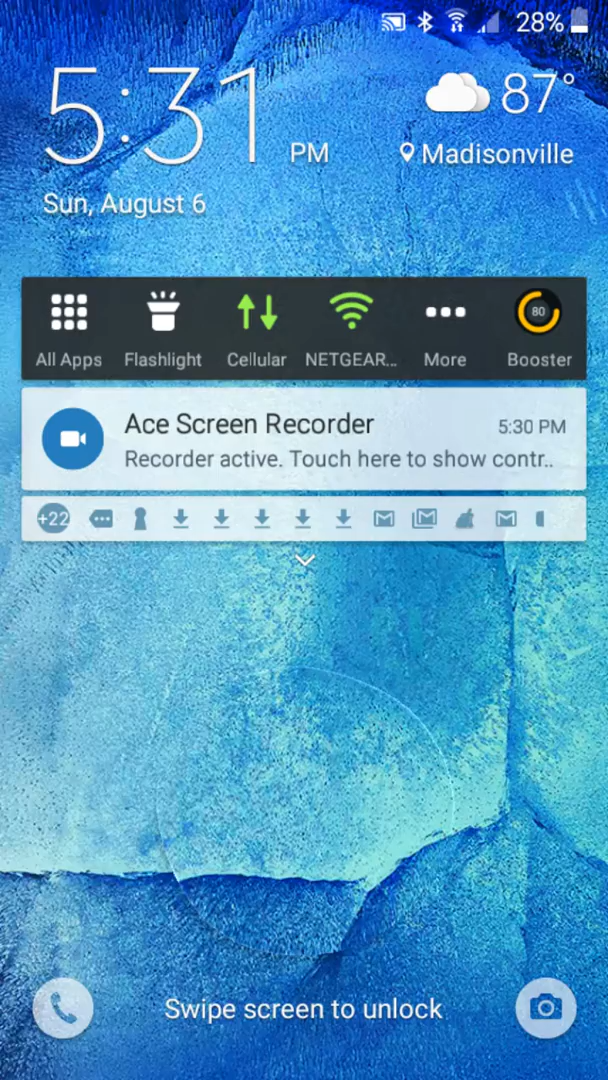 28%
5:31 PM
87°
Madisonville
Sun, August 6
All Apps
Flashlight
Cellular
NETGEAR...
More
80
Booster
Ace Screen Recorder
5:30 PM
Recorder active. Touch here to show contr..
+22
Swipe screen to unlock